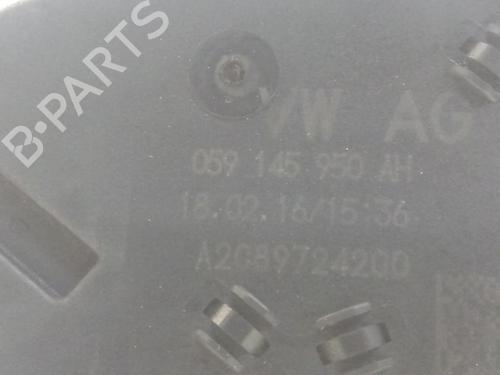 B-PARTS
VW AG
059 145 950 AH
18.02.16/15:36
A2C89724200